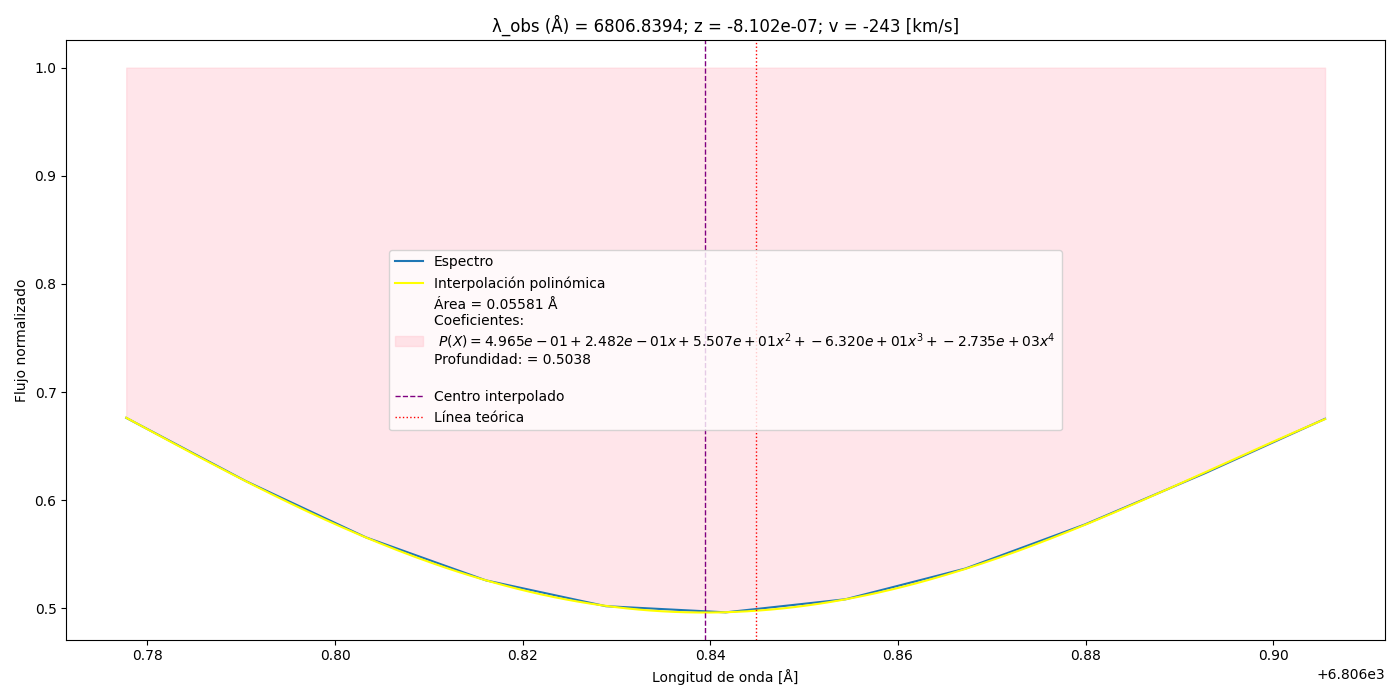 λ_obs (Å) = 6806.8394; z = -8.102e-07; v = -243 [km/s]
Flujo normalizado
1.0
0.9
0.8
0.7
0.6
0.5
Espectro
Interpolación polinómica
Área = 0.05581 Å
Coeficientes:
P(X) = 4.965e − 01 + 2.482e − 01x + 5.507e + 01x² + −6.320e + 01x³ + −2.735e + 03x⁴
Profundidad: = 0.5038
Centro interpolado
Línea teórica
0.78 0.80 0.82 0.84 0.86 0.88 0.90
+6.806e3
Longitud de onda [Å]